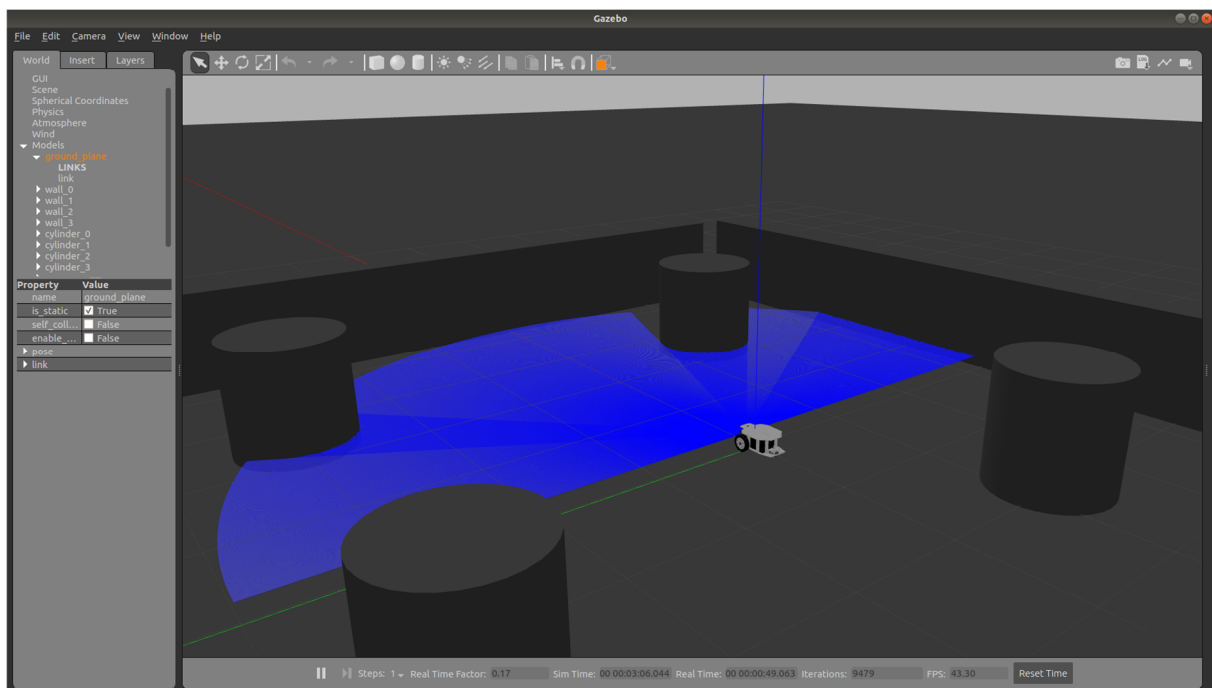 Gazebo
File Edit Camera View Window Help
World Insert Layers
GUI
Scene
Spherical Coordinates
Physics
Atmosphere
Wind
Models
ground_plane
LINKS
link
wall_0
wall_1
wall_2
wall_3
cylinder_0
cylinder_1
cylinder_2
cylinder_3
Property Value
name ground_plane
is_static True
self_coll... False
enable_... False
pose
link
Steps: 1 Real Time Factor: 0.17 Sim Time: 00 00:03:06.044 Real Time: 00 00:00:49.063 Iterations: 9479 FPS: 43.30 Reset Time